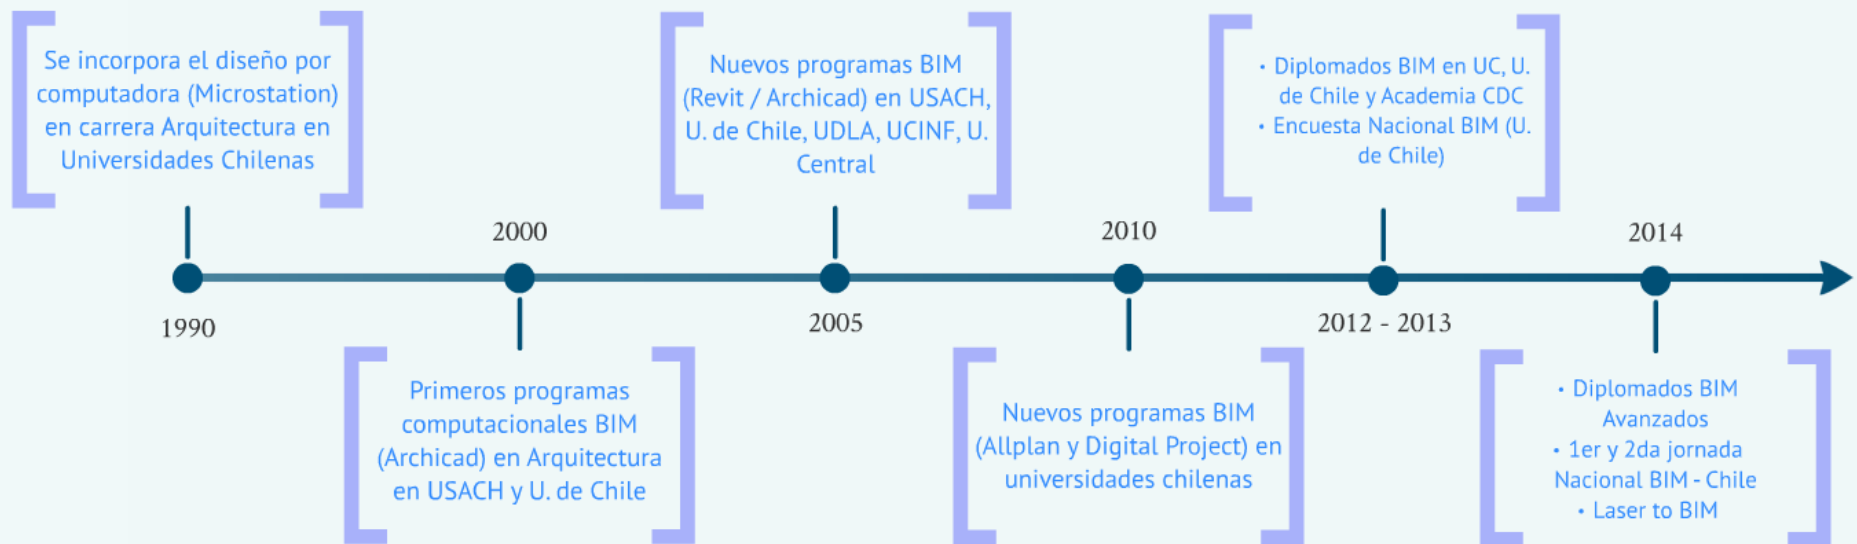 Se incorpora el diseño por
computadora (Microstation)
en carrera Arquitectura en
Universidades Chilenas
1990
2000
Primeros programas
computacionales BIM
(Archicad) en Arquitectura
en USACH y U. de Chile
Nuevos programas BIM
(Revit / Archicad) en USACH,
U. de Chile, UDLA, UCINF, U.
Central
2005
2010
Nuevos programas BIM
(Allplan y Digital Project) en
universidades chilenas
• Diplomados BIM en UC, U.
de Chile y Academia CDC
• Encuesta Nacional BIM (U.
de Chile)
2012 - 2013
2014
• Diplomados BIM
Avanzados
• 1er y 2da jornada
Nacional BIM - Chile
• Laser to BIM